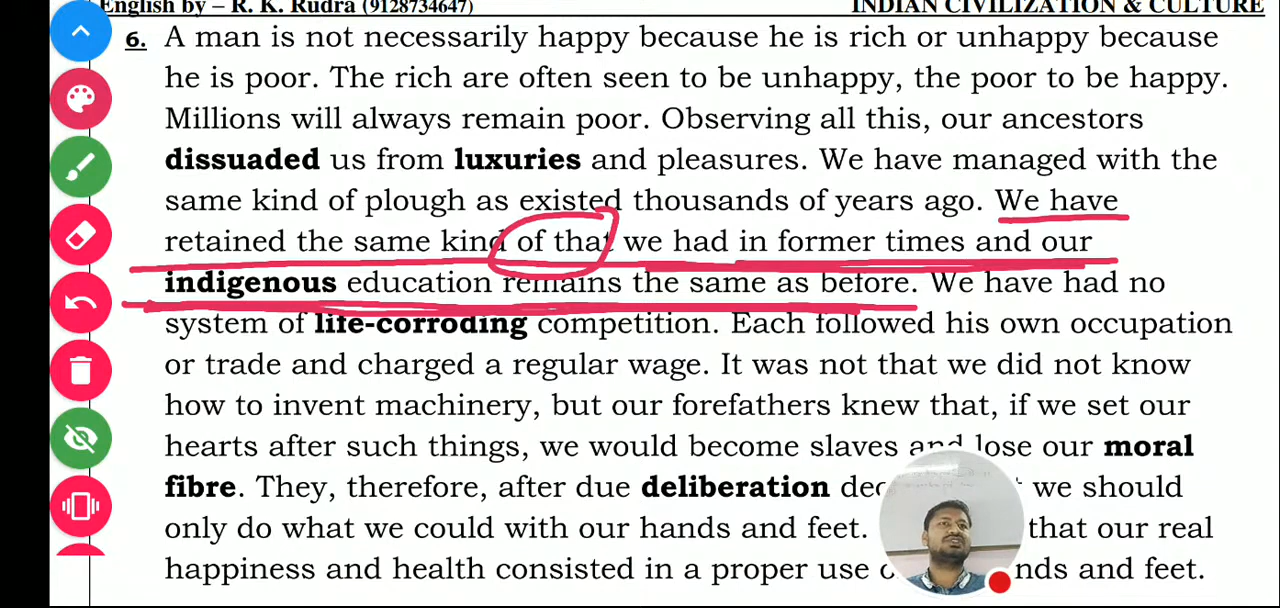 English by – R. K. Rudra (9128734647) INDIAN CIVILIZATION & CULTURE
6. A man is not necessarily happy because he is rich or unhappy because
he is poor. The rich are often seen to be unhappy, the poor to be happy.
Millions will always remain poor. Observing all this, our ancestors
dissuaded us from luxuries and pleasures. We have managed with the
same kind of plough as existed thousands of years ago. We have
retained the same kind of that we had in former times and our
indigenous education remains the same as before. We have had no
system of life-corroding competition. Each followed his own occupation
or trade and charged a regular wage. It was not that we did not know
how to invent machinery, but our forefathers knew that, if we set our
hearts after such things, we would become slaves and lose our moral
fibre. They, therefore, after due deliberation we should
only do what we could with our hands and feet. that our real
happiness and health consisted in a proper use and feet.